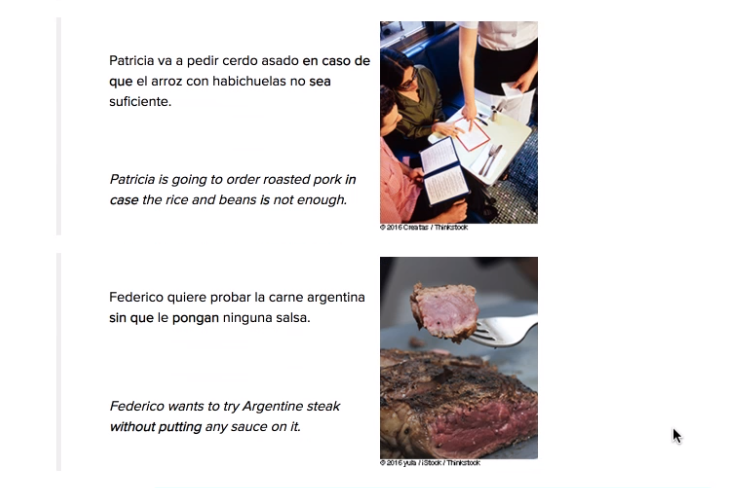 Patricia va a pedir cerdo asado en caso de
que el arroz con habichuelas no sea
suficiente.
Patricia is going to order roasted pork in
case the rice and beans is not enough.
© 2016 Creatas / Thinkstock
Federico quiere probar la carne argentina
sin que le pongan ninguna salsa.
Federico wants to try Argentine steak
without putting any sauce on it.
© 2016 yula / iStock / Thinkstock